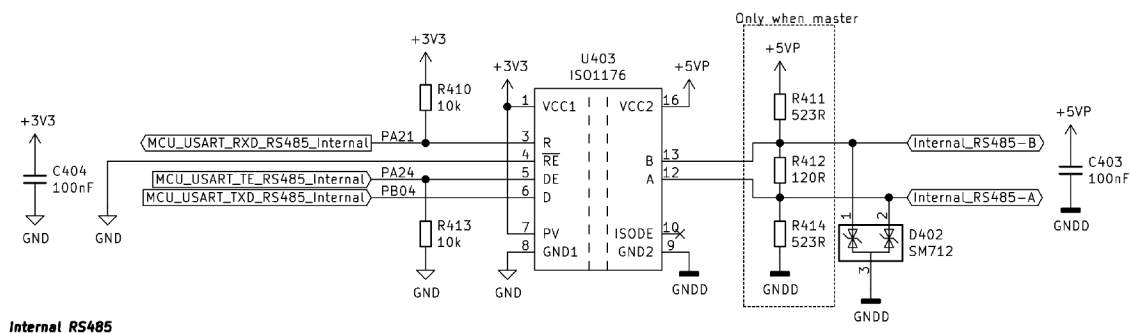 Only when master
+3V3
+5VP
+3V3
U403
ISO1176
+5VP
R410
10k
R411
523R
1 VCC1
VCC2 16
+3V3
+5VP
MCU_USART_RXD_RS485_Internal PA21
3 R
Internal_RS485-B
4 RE
B 13
R412
120R
C404
100nF
C403
100nF
MCU_USART_TE_RS485_Internal PA24
5 DE
A 12
MCU_USART_TXD_RS485_Internal PB04
6 D
Internal_RS485-A
1
2
R413
10k
R414
523R
GND
GND
7 PV
ISODE 10
D402
SM712
GNDD
8 GND1
GND2 9
3
GND
GND
GNDD
GNDD
GNDD
Internal RS485